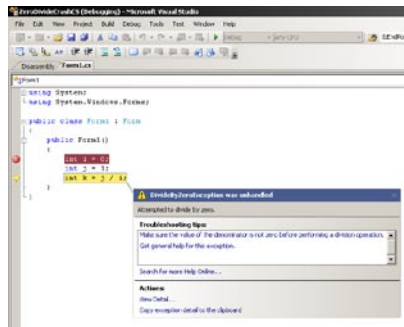 ZeroDivideCrashCS (Debugging) - Microsoft Visual Studio
File Edit View Project Build Debug Tools Test Window Help
Debug Any CPU
Disassembly Form1.cs
Form1
using System;
using System.Windows.Forms;
public class Form1 : Form
{
public Form1()
{
int i = 0;
int j = 1;
int k = j / i;
}
}
DivideByZeroException was unhandled
Attempted to divide by zero.
Troubleshooting tips:
Make sure the value of the denominator is not zero before performing a division operation.
Get general help for this exception.
Search for more Help Online...
Actions:
View Detail...
Copy exception detail to the clipboard